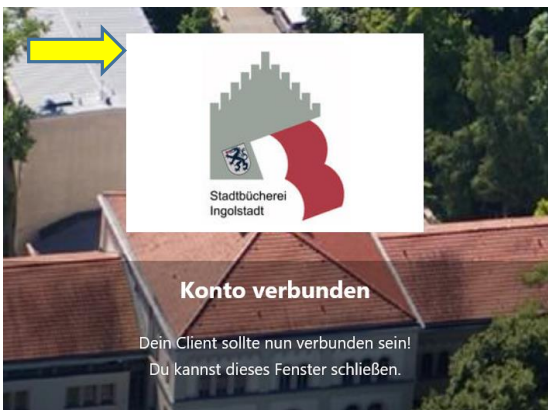 Stadtbücherei
Ingolstadt
Konto verbunden
Dein Client sollte nun verbunden sein!
Du kannst dieses Fenster schließen.